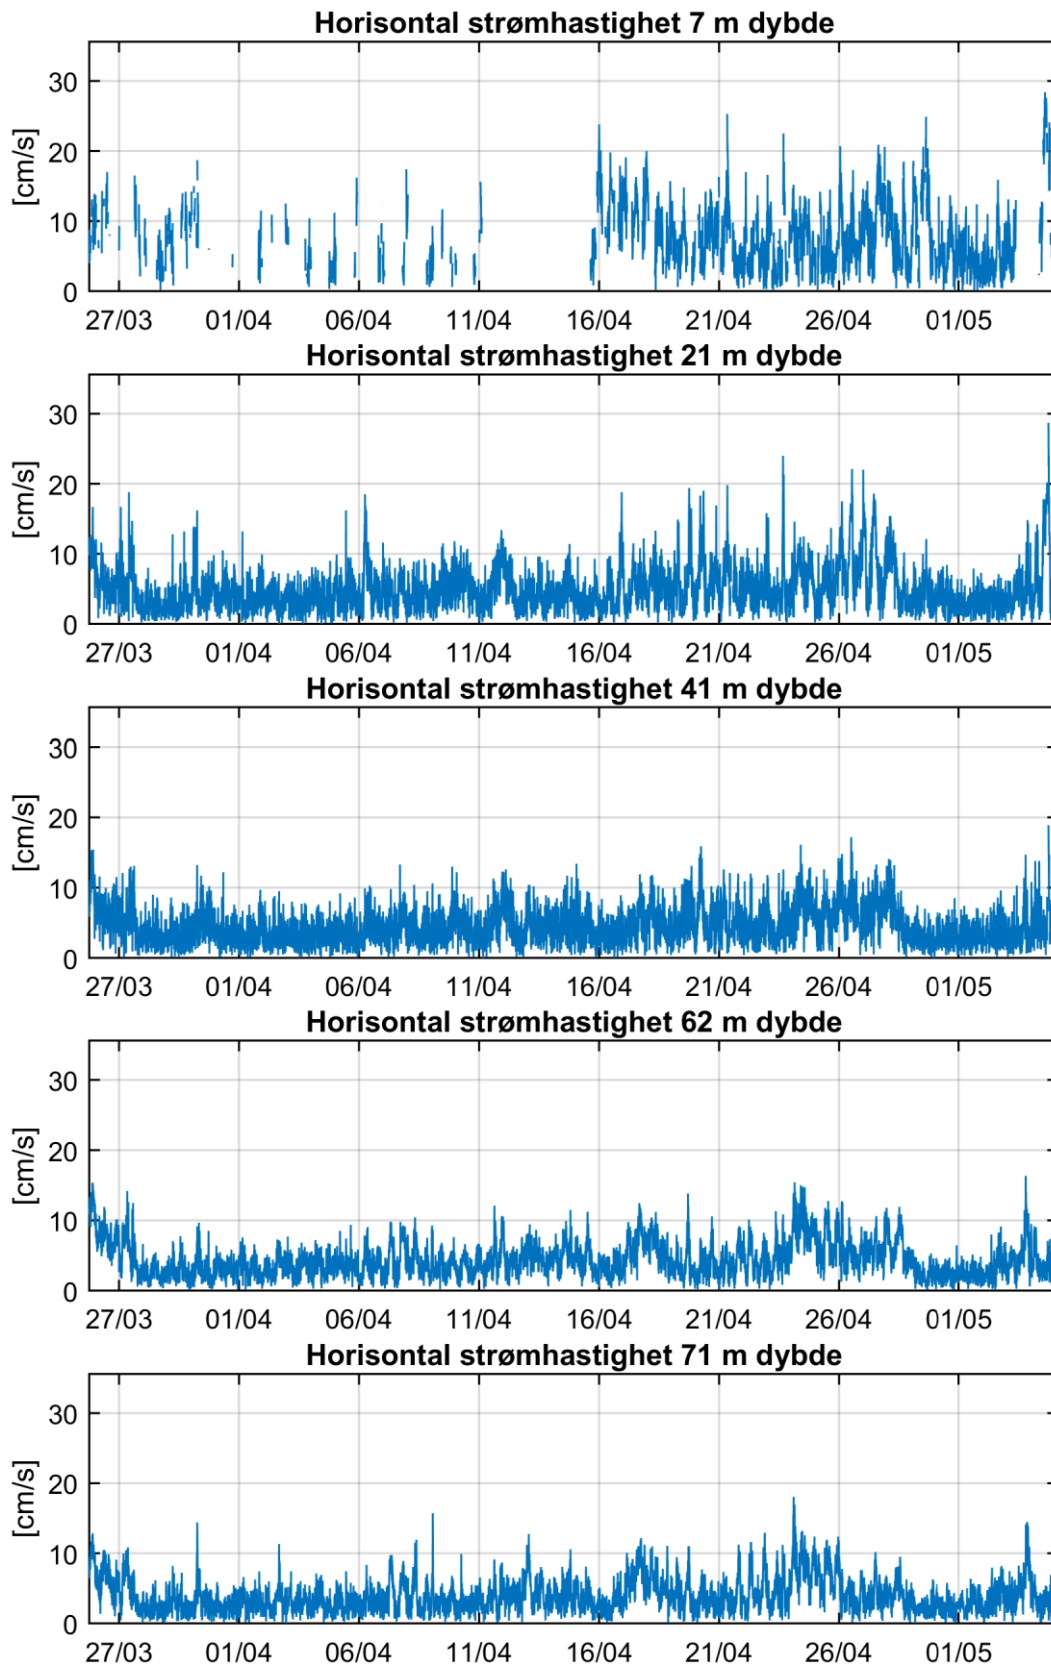 Horisontal strømhastighet 7 m dybde
[cm/s]
30
20
10
0
27/03 01/04 06/04 11/04 16/04 21/04 26/04 01/05
Horisontal strømhastighet 21 m dybde
[cm/s]
30
20
10
0
27/03 01/04 06/04 11/04 16/04 21/04 26/04 01/05
Horisontal strømhastighet 41 m dybde
[cm/s]
30
20
10
0
27/03 01/04 06/04 11/04 16/04 21/04 26/04 01/05
Horisontal strømhastighet 62 m dybde
[cm/s]
30
20
10
0
27/03 01/04 06/04 11/04 16/04 21/04 26/04 01/05
Horisontal strømhastighet 71 m dybde
[cm/s]
30
20
10
0
27/03 01/04 06/04 11/04 16/04 21/04 26/04 01/05